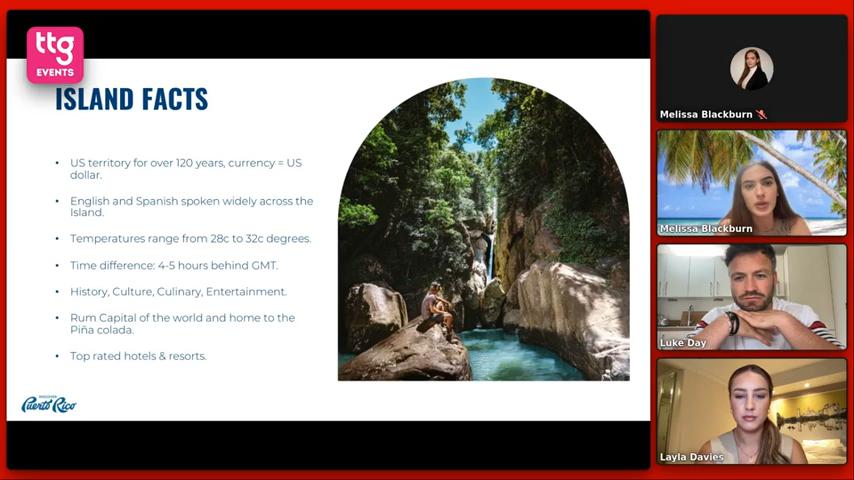 ttg
EVENTS
ISLAND FACTS
• US territory for over 120 years, currency = US
dollar.
• English and Spanish spoken widely across the
Island.
• Temperatures range from 28c to 32c degrees.
• Time difference: 4-5 hours behind GMT.
• History, Culture, Culinary, Entertainment.
• Rum Capital of the world and home to the
Piña colada.
• Top rated hotels & resorts.
DISCOVER
Puerto Rico
Melissa Blackburn
Melissa Blackburn
Luke Day
Layla Davies